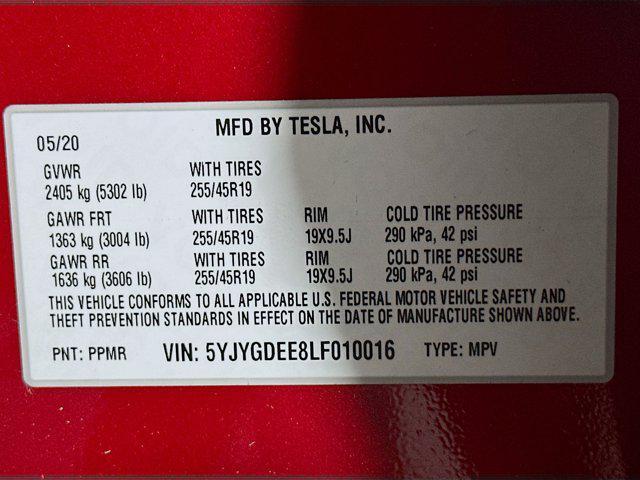 MFD BY TESLA, INC.
05/20
GVWR WITH TIRES
2405 kg (5302 lb) 255/45R19
GAWR FRT WITH TIRES RIM COLD TIRE PRESSURE
1363 kg (3004 lb) 255/45R19 19X9.5J 290 kPa, 42 psi
GAWR RR WITH TIRES RIM COLD TIRE PRESSURE
1636 kg (3606 lb) 255/45R19 19X9.5J 290 kPa, 42 psi
THIS VEHICLE CONFORMS TO ALL APPLICABLE U.S. FEDERAL MOTOR VEHICLE SAFETY AND
THEFT PREVENTION STANDARDS IN EFFECT ON THE DATE OF MANUFACTURE SHOWN ABOVE.
PNT: PPMR VIN: 5YJYGDEE8LF010016 TYPE: MPV